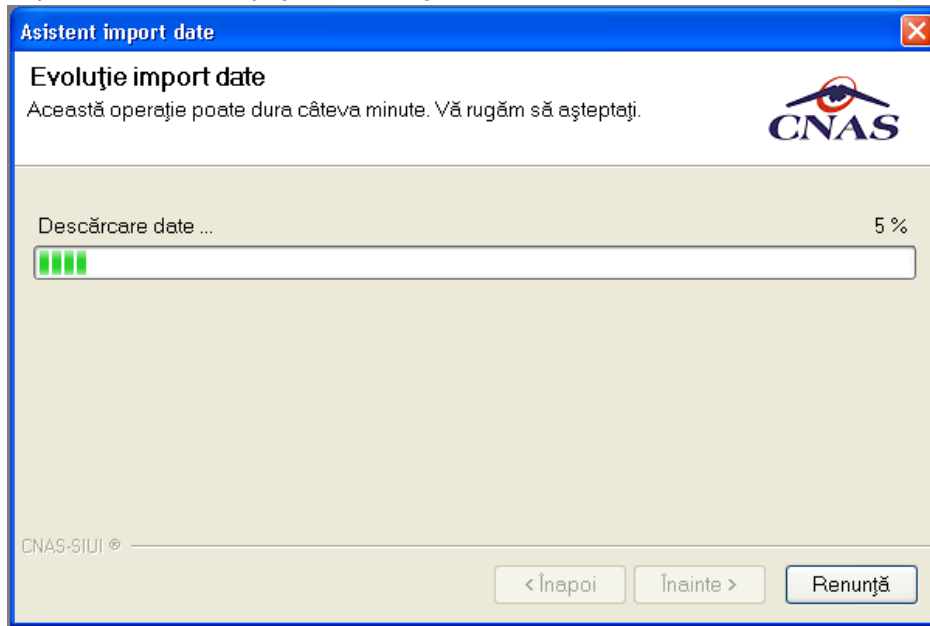 Asistent import date
Evoluţie import date
Această operaţie poate dura câteva minute. Vă rugăm să aşteptaţi.
CNAS
Descărcare date ...
5 %
CNAS-SIUI ®
< Înapoi
Înainte >
Renunţă